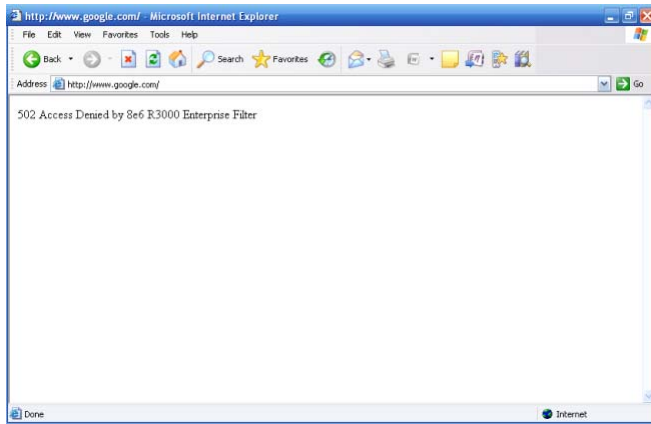 http://www.google.com/ - Microsoft Internet Explorer
File Edit View Favorites Tools Help
Back Search Favorites
Address http://www.google.com/ Go
502 Access Denied by 8e6 R3000 Enterprise Filter
Done Internet